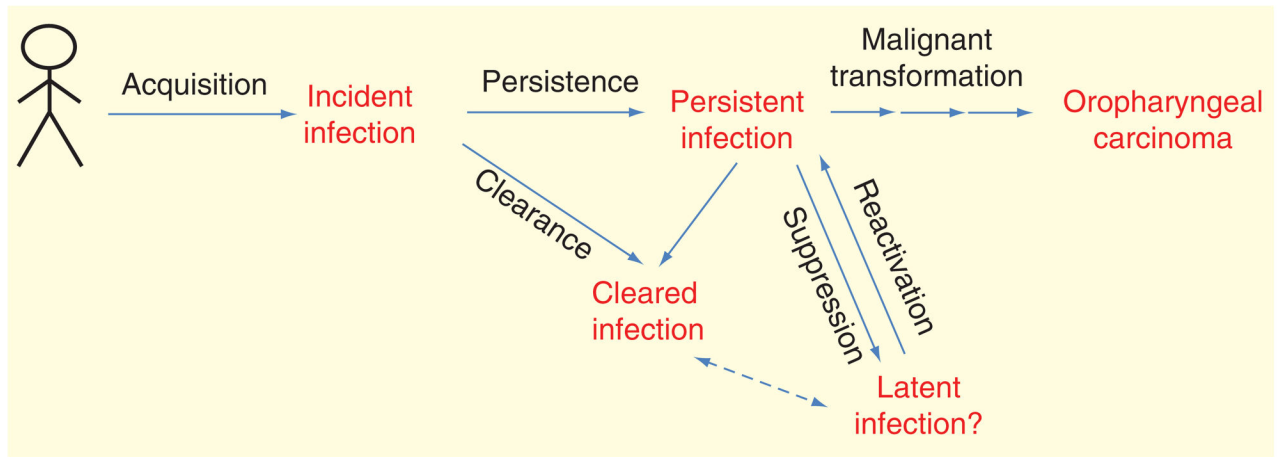 Acquisition
Incident
infection
Persistence
Persistent
infection
Malignant
transformation
Oropharyngeal
carcinoma
Clearance
Cleared
infection
Suppression
Reactivation
Latent
infection?